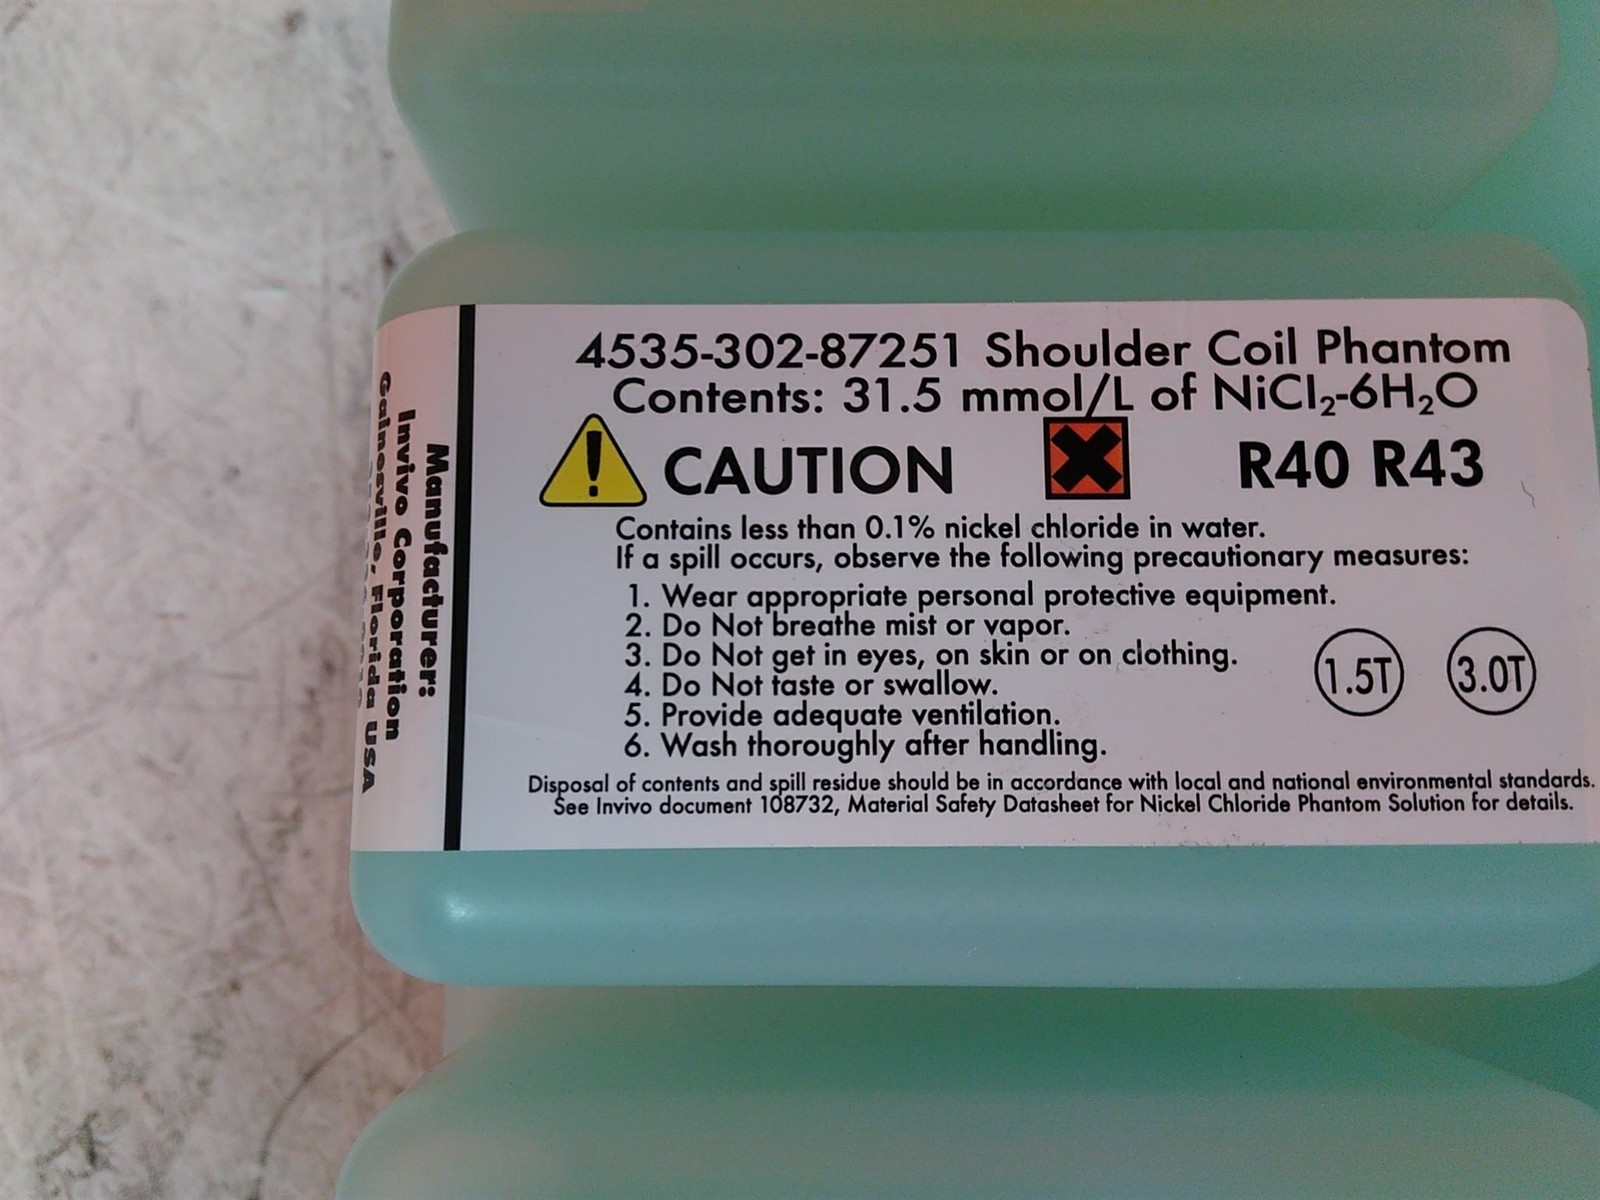 4535-302-87251 Shoulder Coil Phantom
Contents: 31.5 mmol/L of NiCl₂-6H₂O
CAUTION R40 R43
Contains less than 0.1% nickel chloride in water.
If a spill occurs, observe the following precautionary measures:
1. Wear appropriate personal protective equipment.
2. Do Not breathe mist or vapor.
3. Do Not get in eyes, on skin or on clothing.
4. Do Not taste or swallow.
5. Provide adequate ventilation.
6. Wash thoroughly after handling.
1.5T 3.0T
Disposal of contents and spill residue should be in accordance with local and national environmental standards.
See Invivo document 108732, Material Safety Datasheet for Nickel Chloride Phantom Solution for details.
Manufacturer:
Invivo Corporation
Gainesville, Florida USA